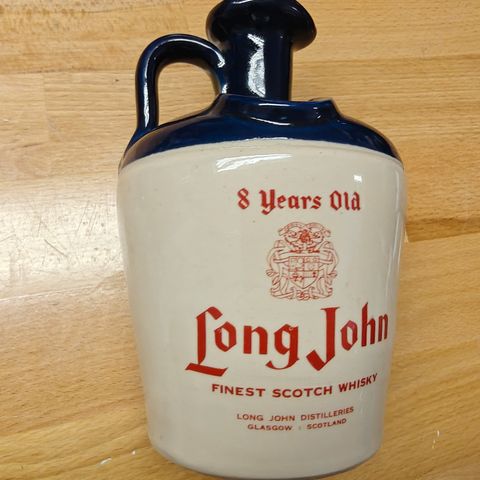 8 Years Old
Long John
FINEST SCOTCH WHISKY
LONG JOHN DISTILLERIES
GLASGOW : SCOTLAND